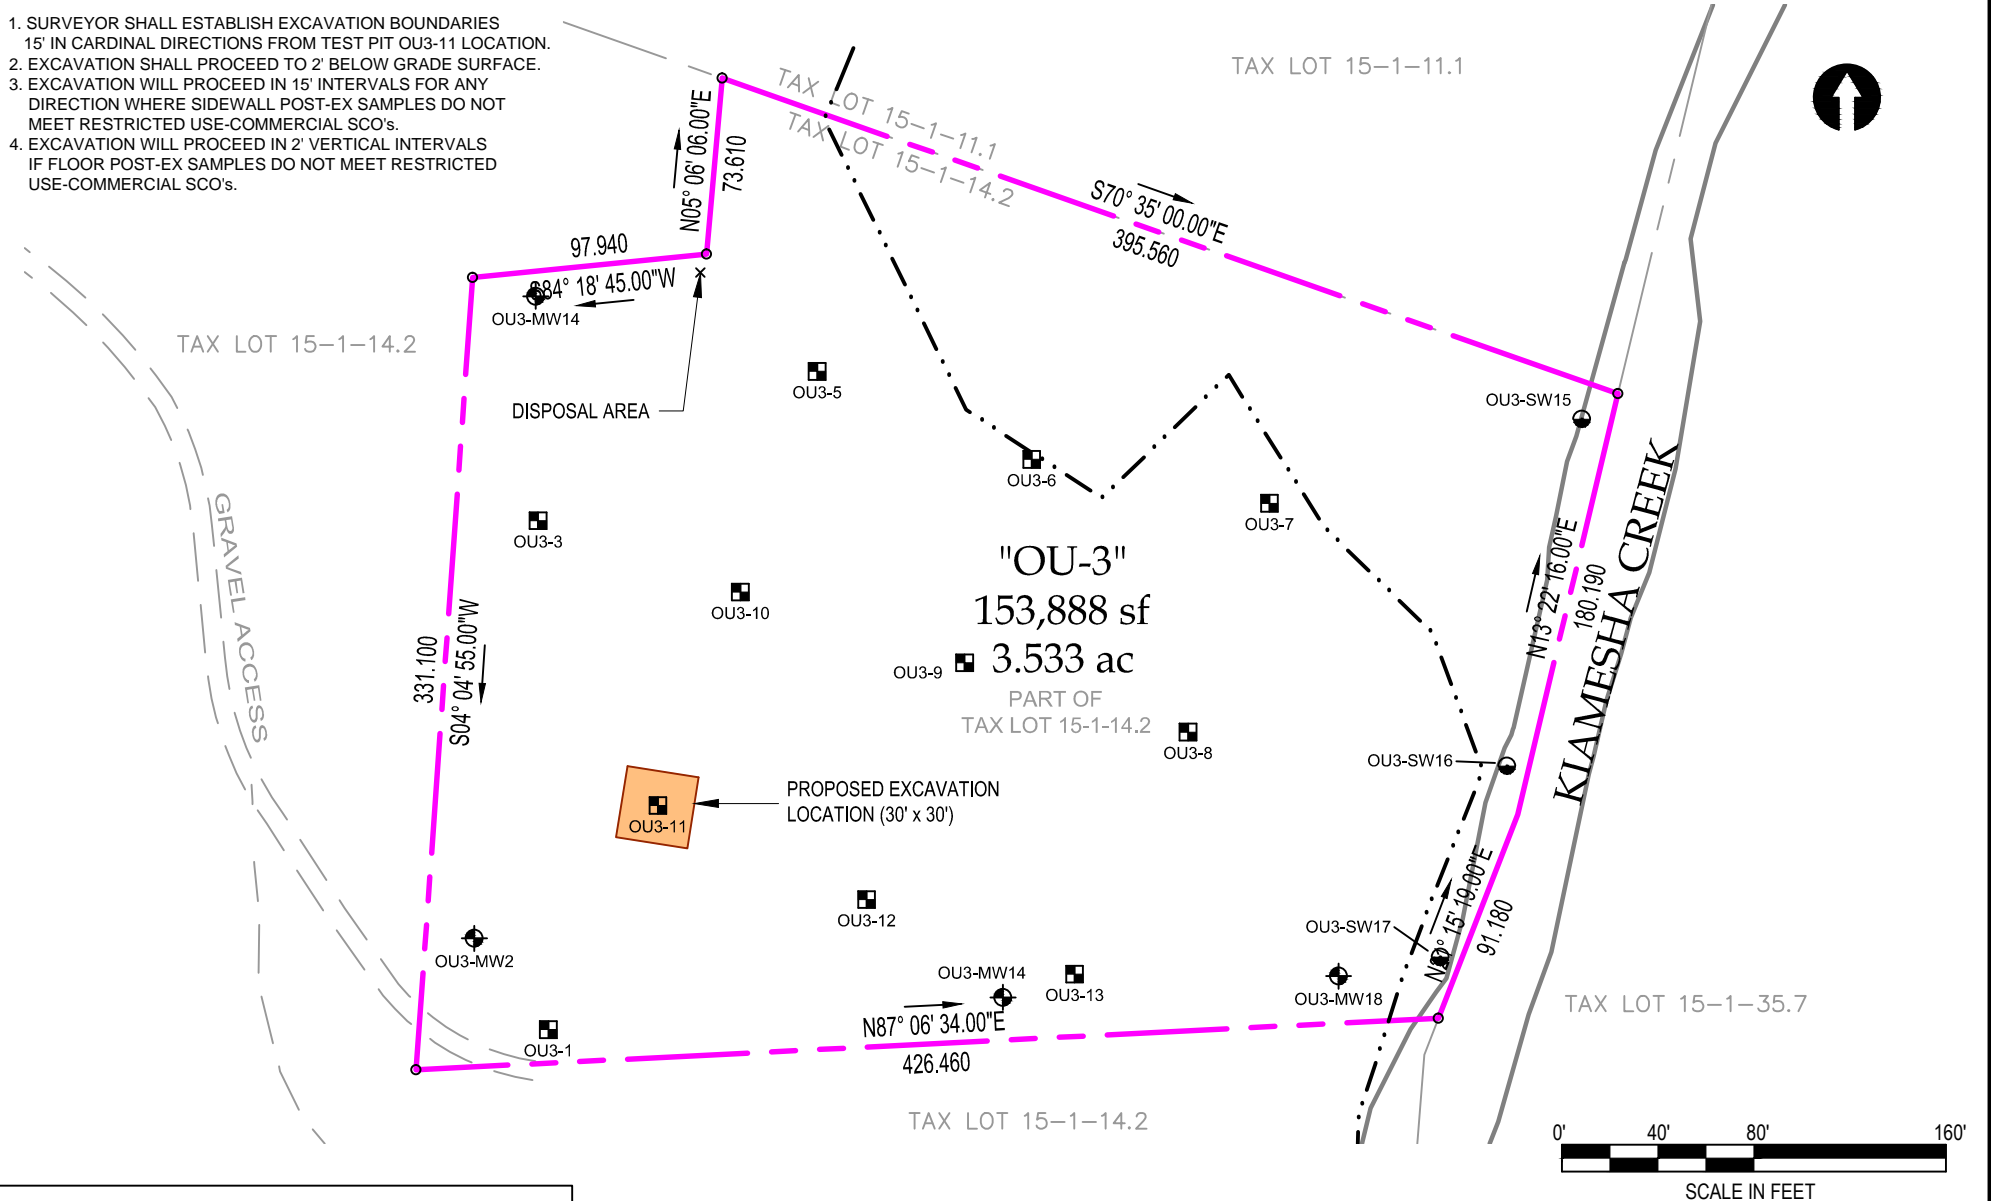 1. SURVEYOR SHALL ESTABLISH EXCAVATION BOUNDARIES
15' IN CARDINAL DIRECTIONS FROM TEST PIT OU3-11 LOCATION.
2. EXCAVATION SHALL PROCEED TO 2' BELOW GRADE SURFACE.
3. EXCAVATION WILL PROCEED IN 15' INTERVALS FOR ANY
DIRECTION WHERE SIDEWALL POST-EX SAMPLES DO NOT
MEET RESTRICTED USE-COMMERCIAL SCO's.
4. EXCAVATION WILL PROCEED IN 2' VERTICAL INTERVALS
IF FLOOR POST-EX SAMPLES DO NOT MEET RESTRICTED
USE-COMMERCIAL SCO's.
TAX LOT 15-1-11.1
TAX LOT 15-1-11.1
TAX LOT 15-1-14.2
N05° 06' 06.00"E
73.610
S70° 35' 00.00"E
395.560
97.940
S84° 18' 45.00"W
OU3-MW14
TAX LOT 15-1-14.2
DISPOSAL AREA
OU3-5
OU3-SW15
OU3-6
OU3-7
OU3-3
GRAVEL ACCESS
"OU-3"
153,888 sf
3.533 ac
PART OF
TAX LOT 15-1-14.2
OU3-10
OU3-9
N13° 22' 16.00"E
180.190
KIAMESHA CREEK
331.100
S04° 04' 55.00"W
OU3-8
OU3-SW16
PROPOSED EXCAVATION
LOCATION (30' x 30')
OU3-11
OU3-12
OU3-SW17
15' 19.00"E
91.180
OU3-MW2
OU3-MW14
OU3-13
OU3-MW18
TAX LOT 15-1-35.7
N87° 06' 34.00"E
426.460
OU3-1
TAX LOT 15-1-14.2
0' 40' 80' 160'
SCALE IN FEET